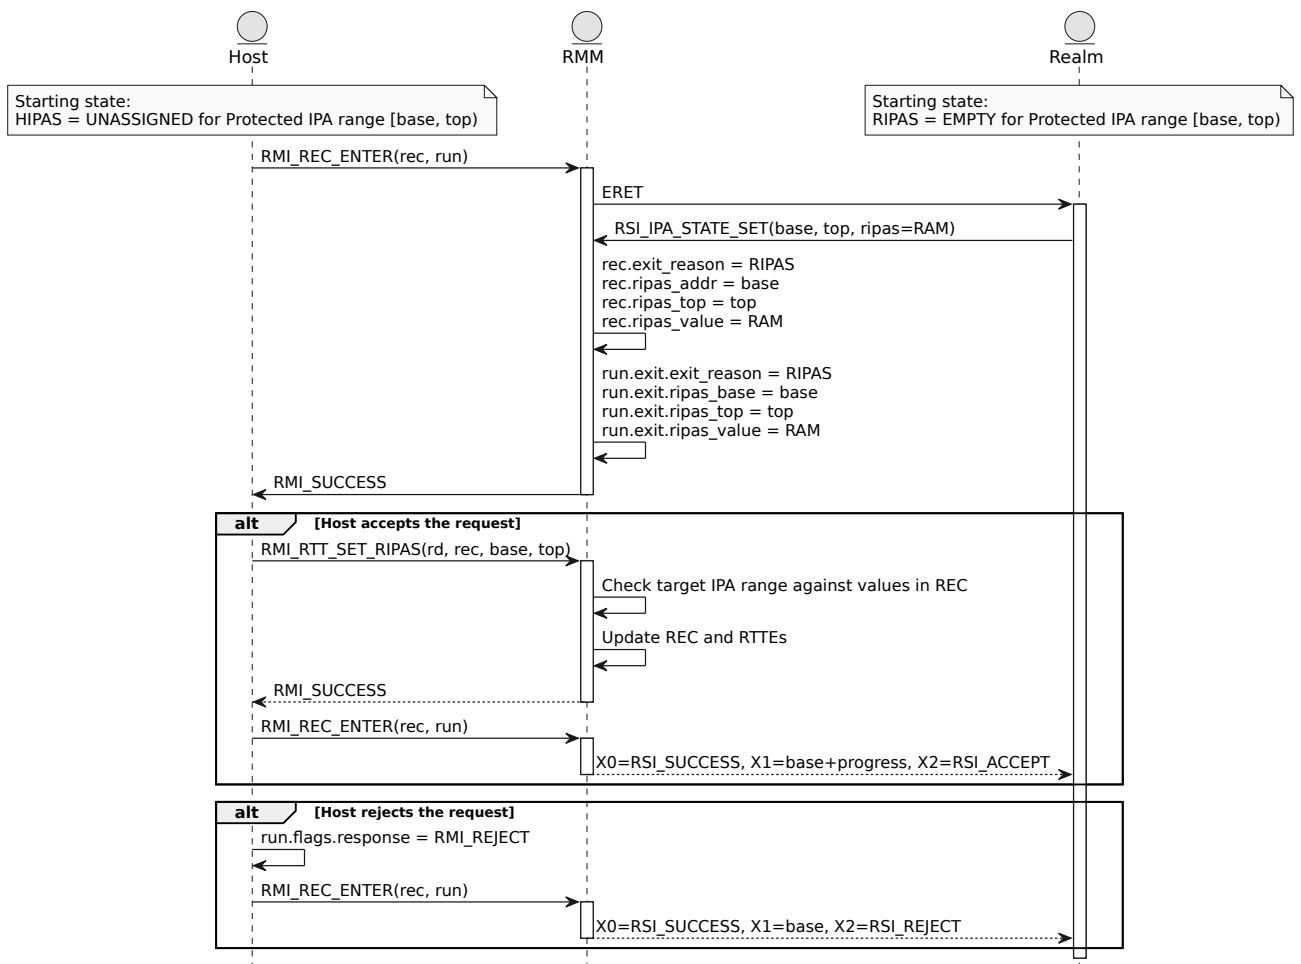 Host
RMM
Realm
Starting state:
HIPAS = UNASSIGNED for Protected IPA range [base, top)
Starting state:
RIPAS = EMPTY for Protected IPA range [base, top)
RMI_REC_ENTER(rec, run)
ERET
RSI_IPA_STATE_SET(base, top, ripas=RAM)
rec.exit_reason = RIPAS
rec.ripas_addr = base
rec.ripas_top = top
rec.ripas_value = RAM
run.exit.exit_reason = RIPAS
run.exit.ripas_base = base
run.exit.ripas_top = top
run.exit.ripas_value = RAM
RMI_SUCCESS
alt [Host accepts the request]
RMI_RTT_SET_RIPAS(rd, rec, base, top)
Check target IPA range against values in REC
Update REC and RTTEs
RMI_SUCCESS
RMI_REC_ENTER(rec, run)
X0=RSI_SUCCESS, X1=base+progress, X2=RSI_ACCEPT
alt [Host rejects the request]
run.flags.response = RMI_REJECT
RMI_REC_ENTER(rec, run)
X0=RSI_SUCCESS, X1=base, X2=RSI_REJECT